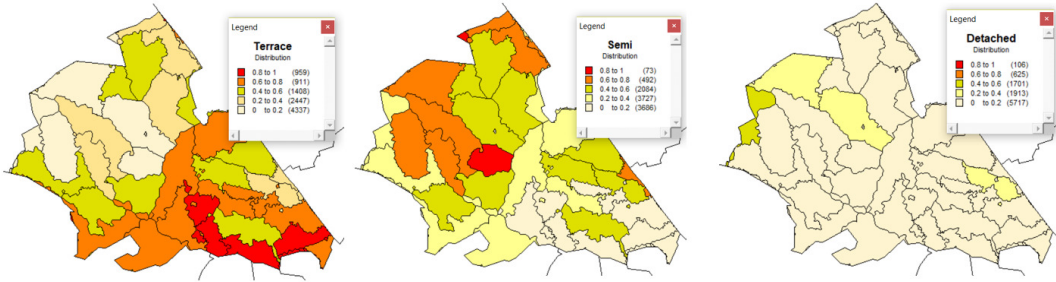 Legend
Terrace
Distribution
0.8 to 1 (959)
0.6 to 0.8 (911)
0.4 to 0.6 (1408)
0.2 to 0.4 (2447)
0 to 0.2 (4337)
Legend
Semi
Distribution
0.8 to 1 (73)
0.6 to 0.8 (492)
0.4 to 0.6 (2084)
0.2 to 0.4 (3727)
0 to 0.2 (3686)
Legend
Detached
Distribution
0.8 to 1 (106)
0.6 to 0.8 (625)
0.4 to 0.6 (1701)
0.2 to 0.4 (1913)
0 to 0.2 (5717)